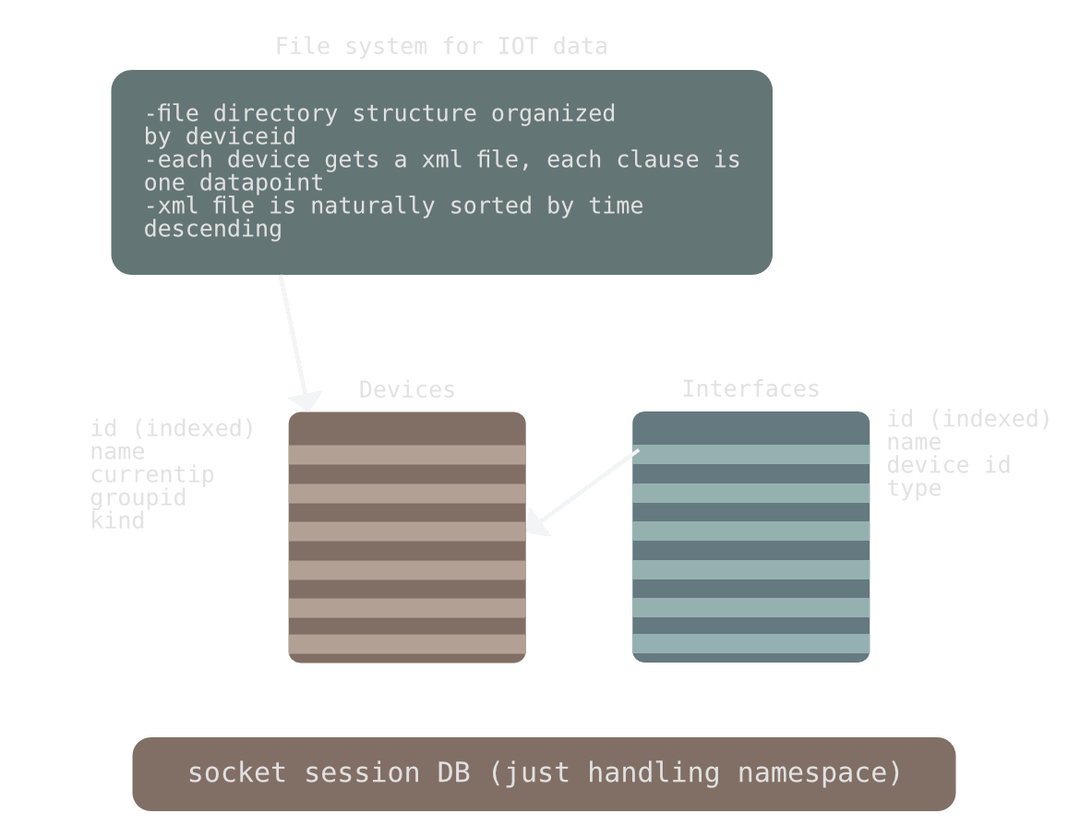 File system for IOT data
-file directory structure organized
by deviceid
-each device gets a xml file, each clause is
one datapoint
-xml file is naturally sorted by time
descending
Devices
Interfaces
id (indexed)
name
currentip
groupid
kind
id (indexed)
name
device id
type
socket session DB (just handling namespace)